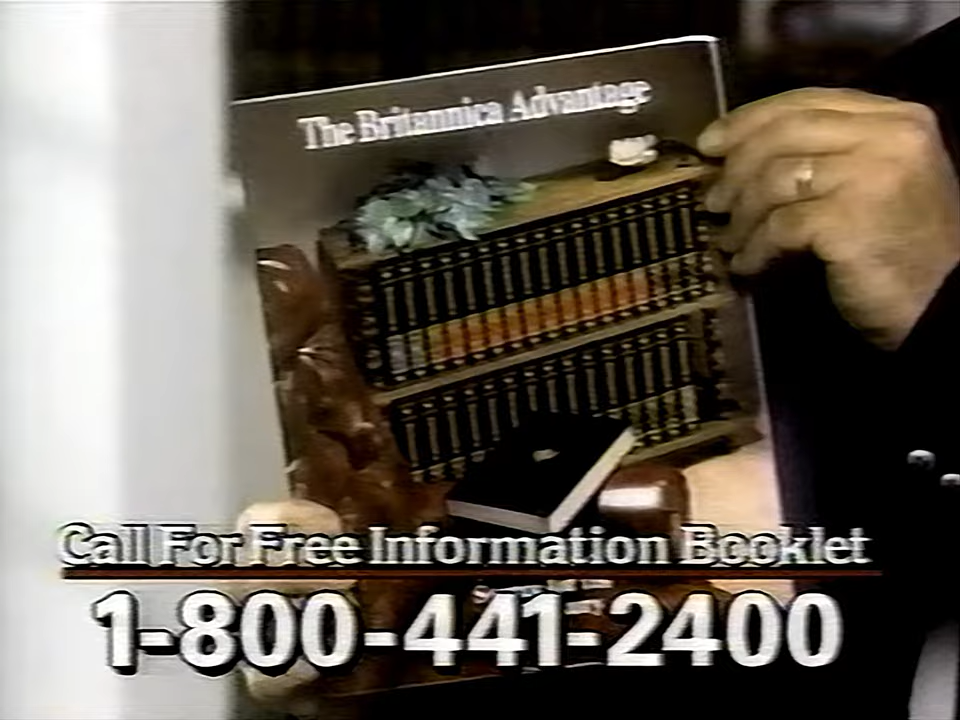 The Britannica Advantage
Call For Free Information Booklet
1-800-441-2400